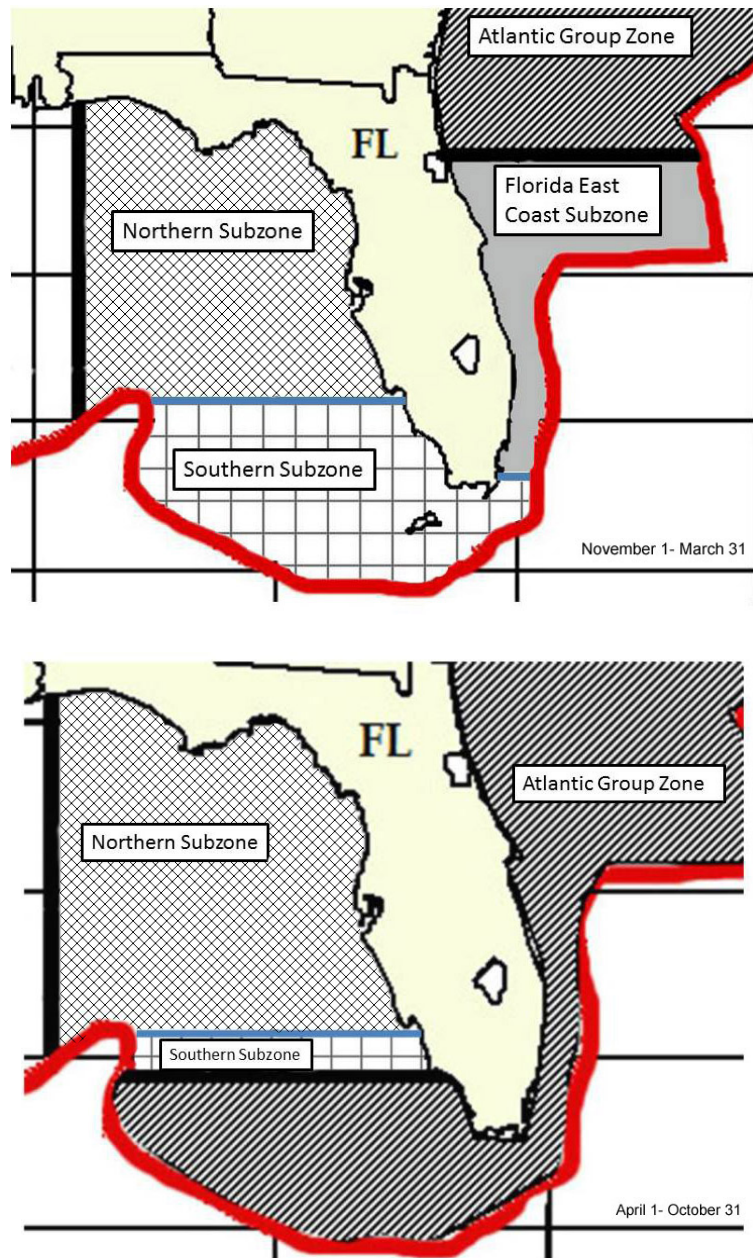 Atlantic Group Zone
FL
Florida East
Coast Subzone
Northern Subzone
Southern Subzone
November 1- March 31
FL
Atlantic Group Zone
Northern Subzone
Southern Subzone
April 1- October 31